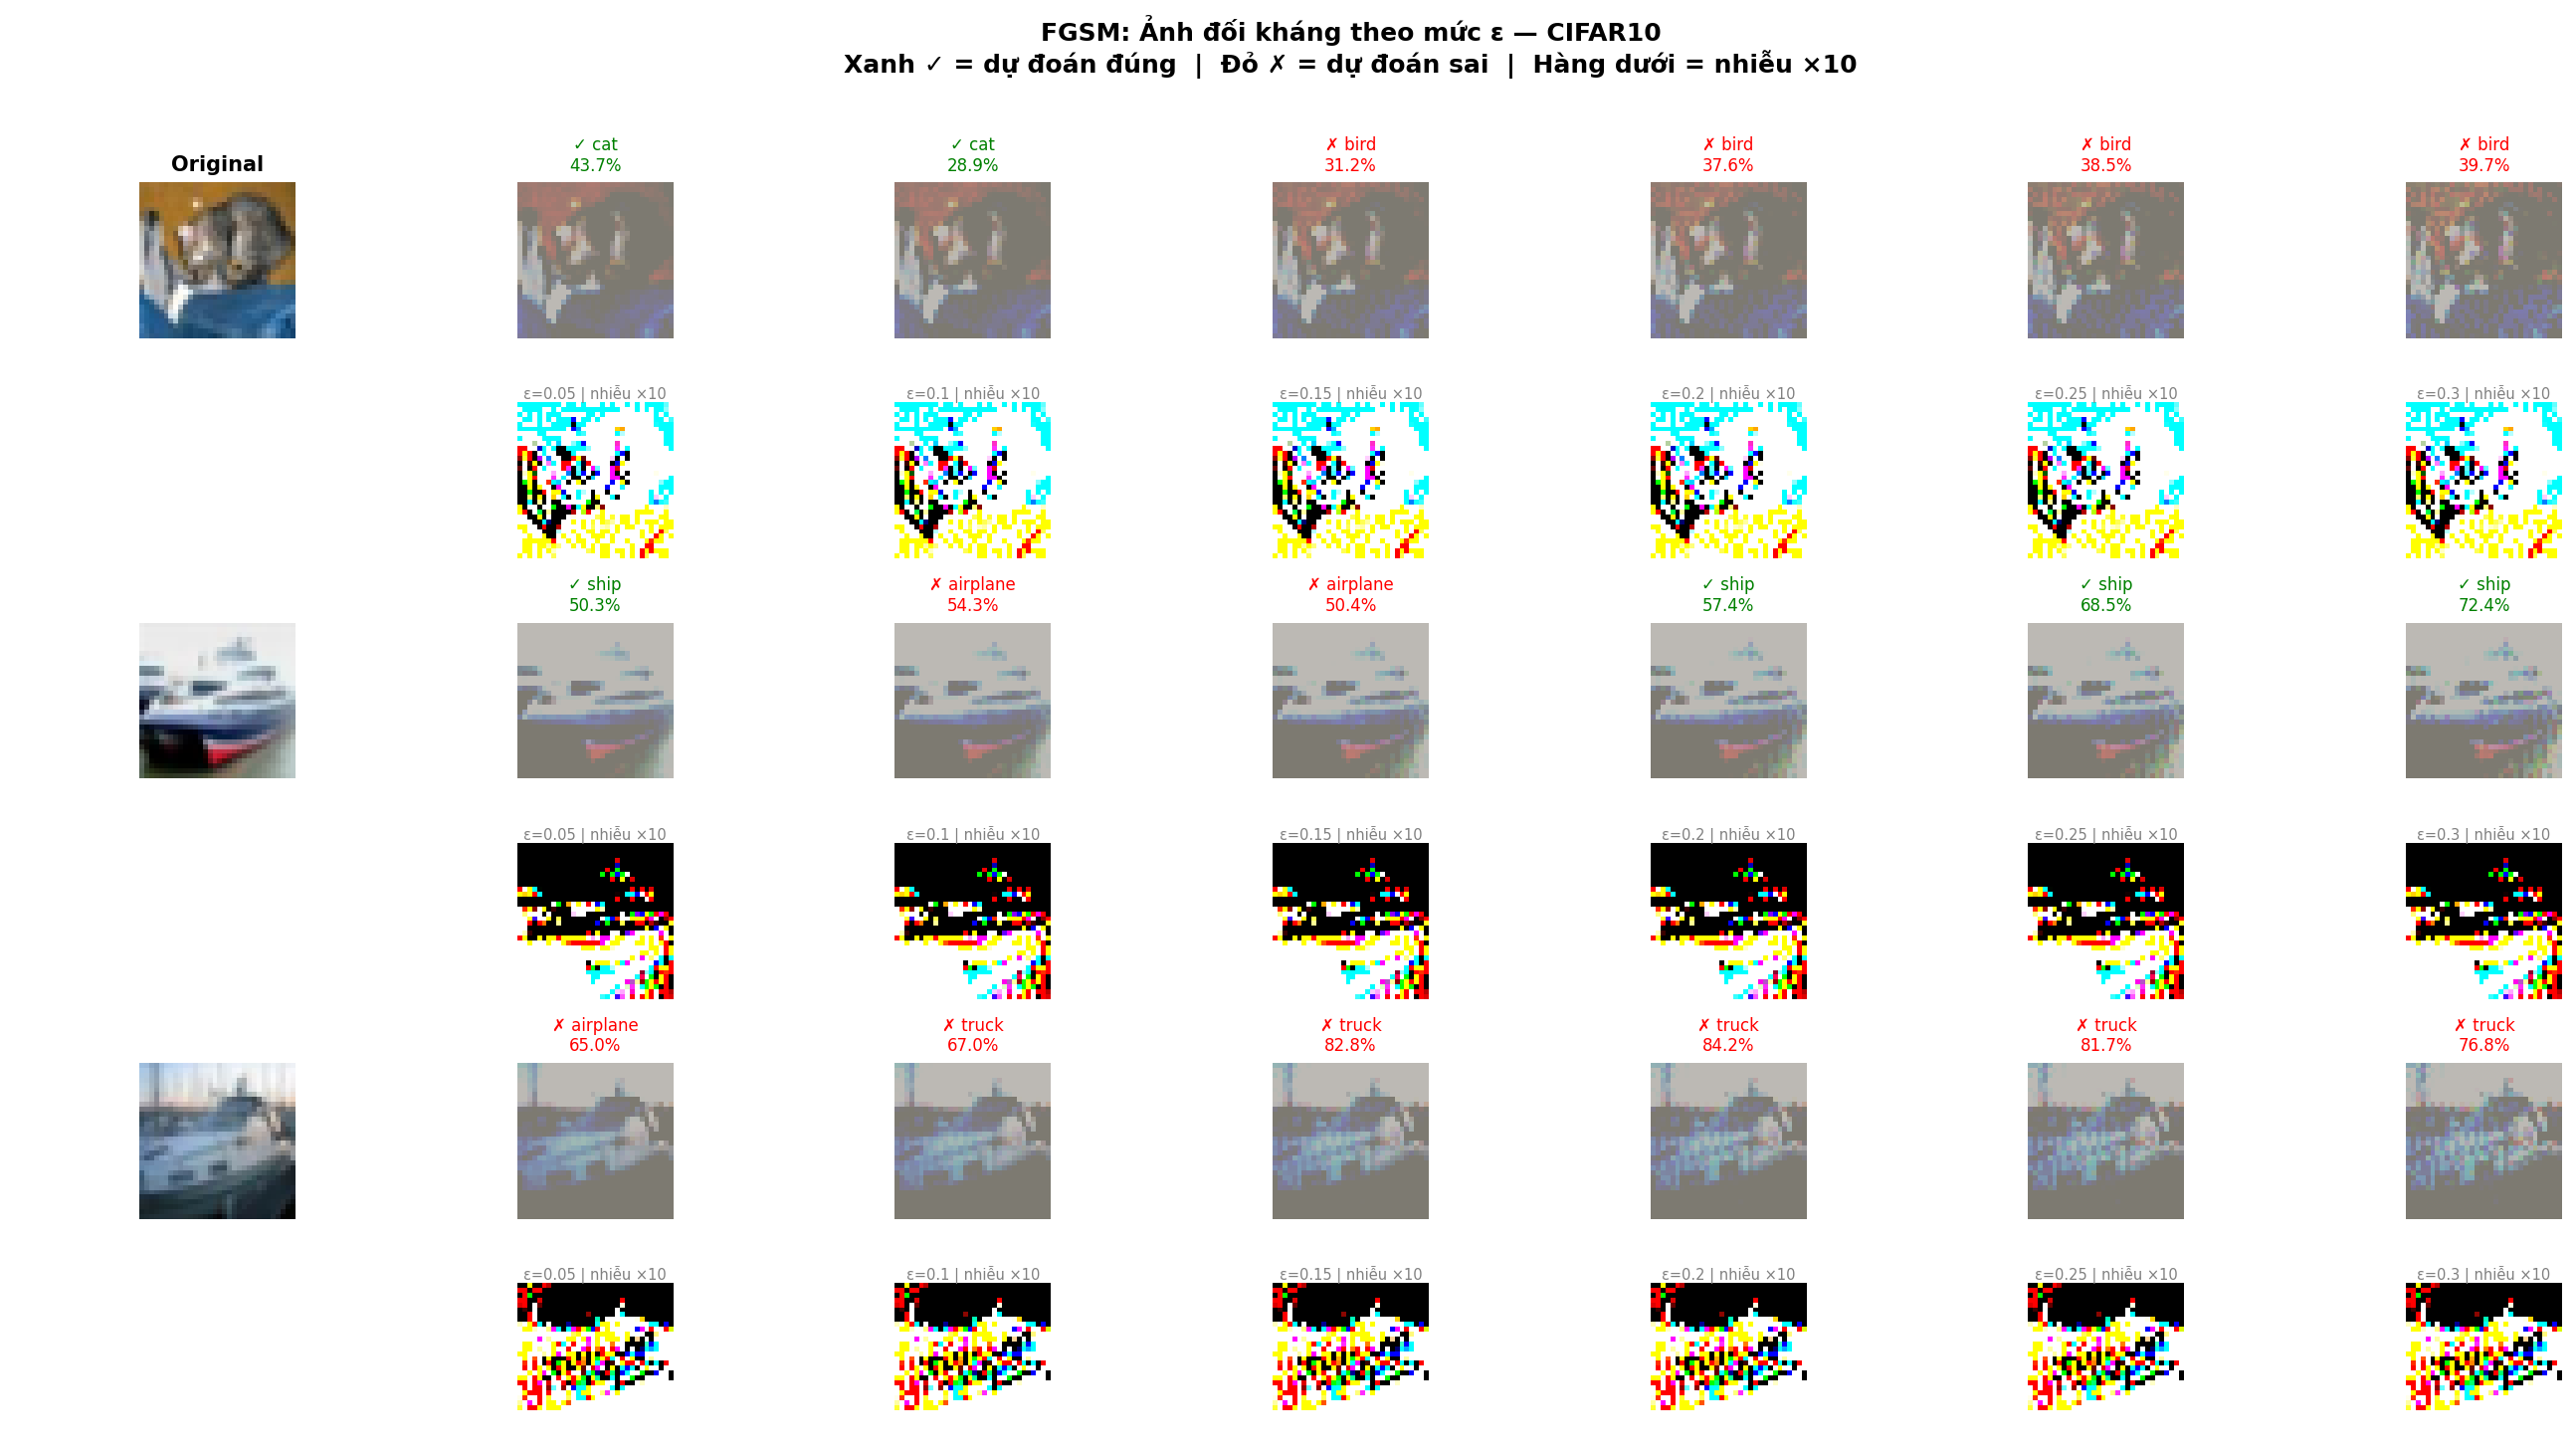 FGSM: Ảnh đối kháng theo mức ε — CIFAR10
Xanh ✓ = dự đoán đúng | Đỏ ✗ = dự đoán sai | Hàng dưới = nhiễu ×10
Original
✓ cat
43.7%
✓ cat
28.9%
✗ bird
31.2%
✗ bird
37.6%
✗ bird
38.5%
✗ bird
39.7%
ε=0.05 | nhiễu ×10
ε=0.1 | nhiễu ×10
ε=0.15 | nhiễu ×10
ε=0.2 | nhiễu ×10
ε=0.25 | nhiễu ×10
ε=0.3 | nhiễu ×10
✓ ship
50.3%
✗ airplane
54.3%
✗ airplane
50.4%
✓ ship
57.4%
✓ ship
68.5%
✓ ship
72.4%
ε=0.05 | nhiễu ×10
ε=0.1 | nhiễu ×10
ε=0.15 | nhiễu ×10
ε=0.2 | nhiễu ×10
ε=0.25 | nhiễu ×10
ε=0.3 | nhiễu ×10
✗ airplane
65.0%
✗ truck
67.0%
✗ truck
82.8%
✗ truck
84.2%
✗ truck
81.7%
✗ truck
76.8%
ε=0.05 | nhiễu ×10
ε=0.1 | nhiễu ×10
ε=0.15 | nhiễu ×10
ε=0.2 | nhiễu ×10
ε=0.25 | nhiễu ×10
ε=0.3 | nhiễu ×10